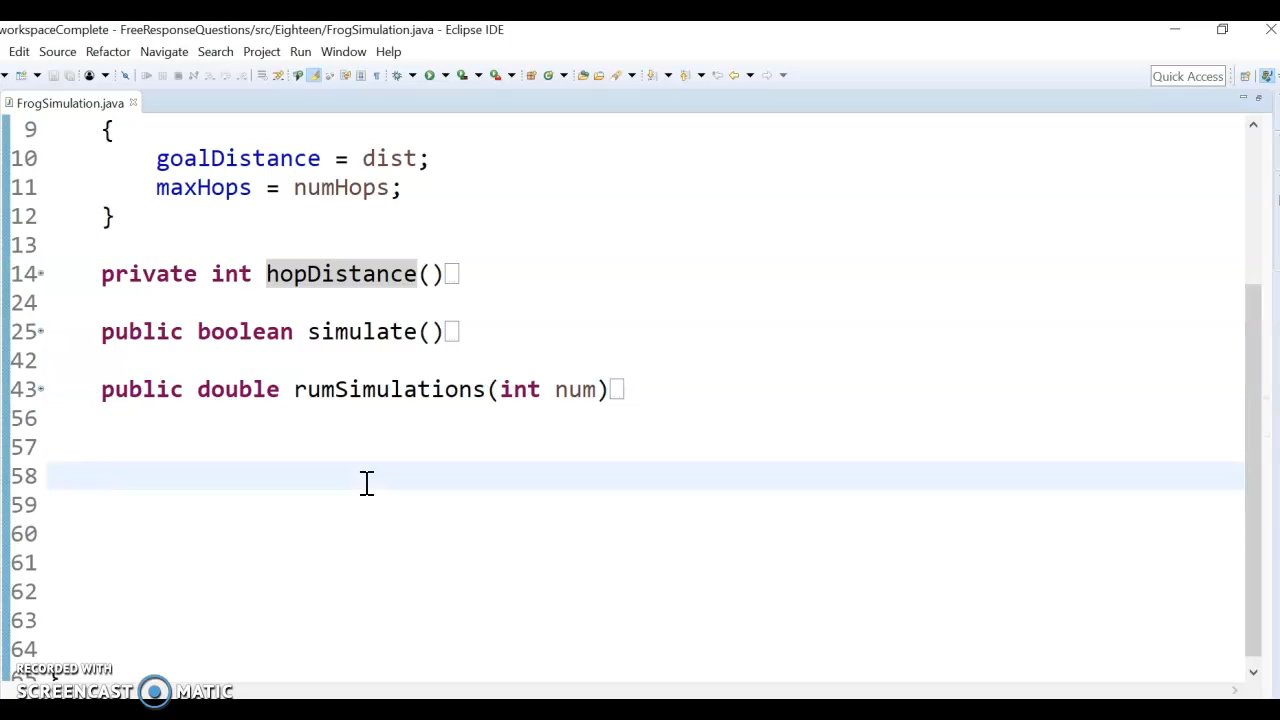 workspaceComplete - FreeResponseQuestions/src/Eighteen/FrogSimulation.java - Eclipse IDE
Edit Source Refactor Navigate Search Project Run Window Help
Quick Access
FrogSimulation.java
9 {
10 goalDistance = dist;
11 maxHops = numHops;
12 }
13
14 private int hopDistance()
24
25 public boolean simulate()
42
43 public double rumSimulations(int num)
56
57
58
59
60
61
62
63
64
65 }
RECORDED WITH
SCREENCAST MATIC